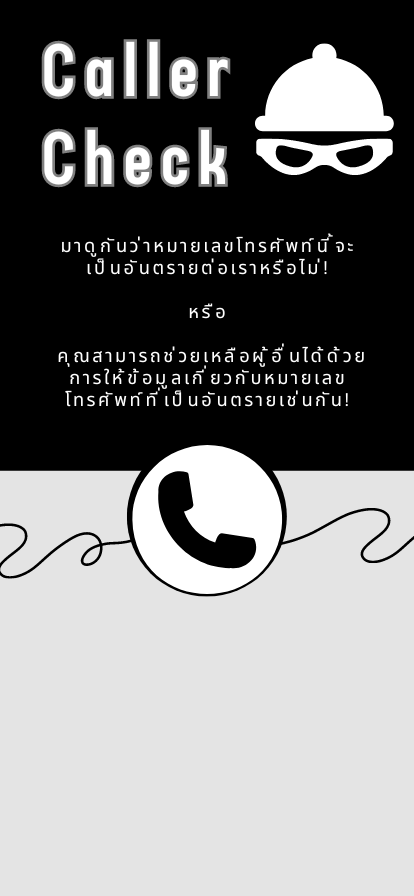 Caller
Check
มาดูกันว่าหมายเลขโทรศัพท์นี้จะ
เป็นอันตรายต่อเราหรือไม่!
หรือ
คุณสามารถช่วยเหลือผู้อื่นได้ด้วย
การให้ข้อมูลเกี่ยวกับหมายเลข
โทรศัพท์ที่เป็นอันตรายเช่นกัน!